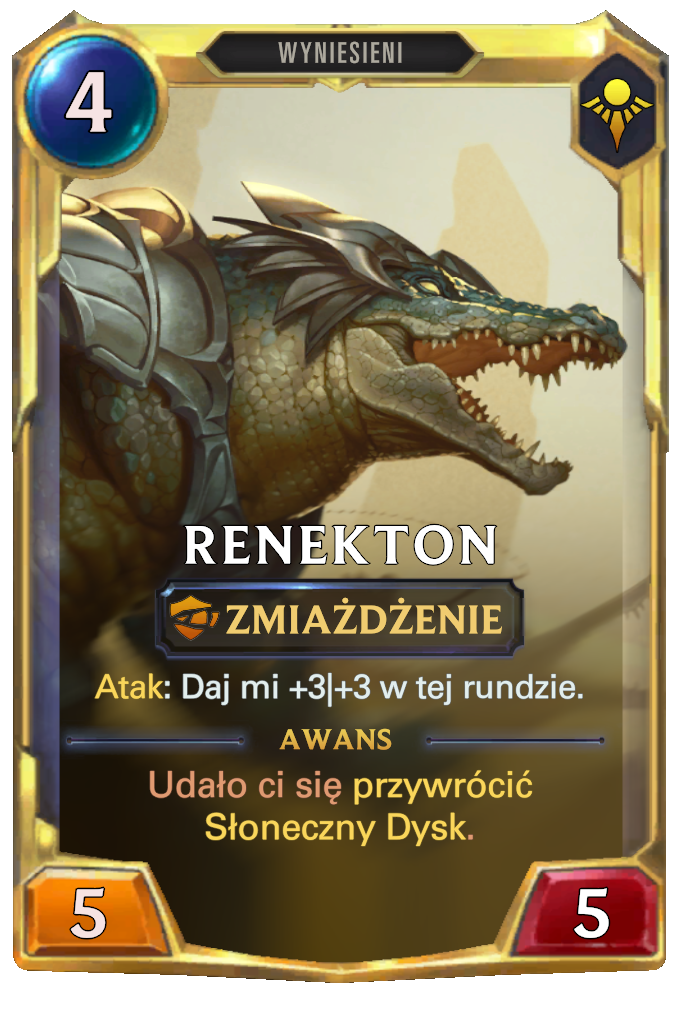 WYNIESIENI
4
RENEKTON
ZMIAŻDŻENIE
Atak: Daj mi +3|+3 w tej rundzie.
AWANS
Udało ci się przywrócić
Słoneczny Dysk.
5 5